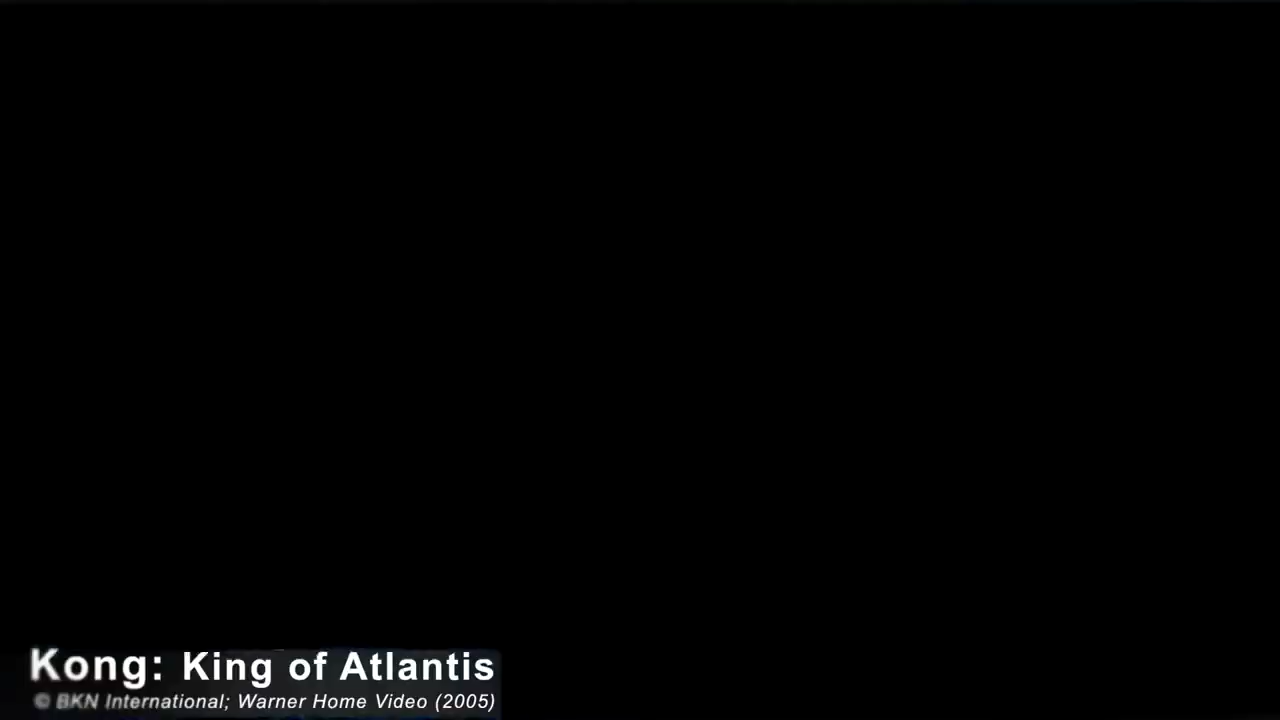 Kong: King of Atlantis
© BKN International; Warner Home Video (2005)